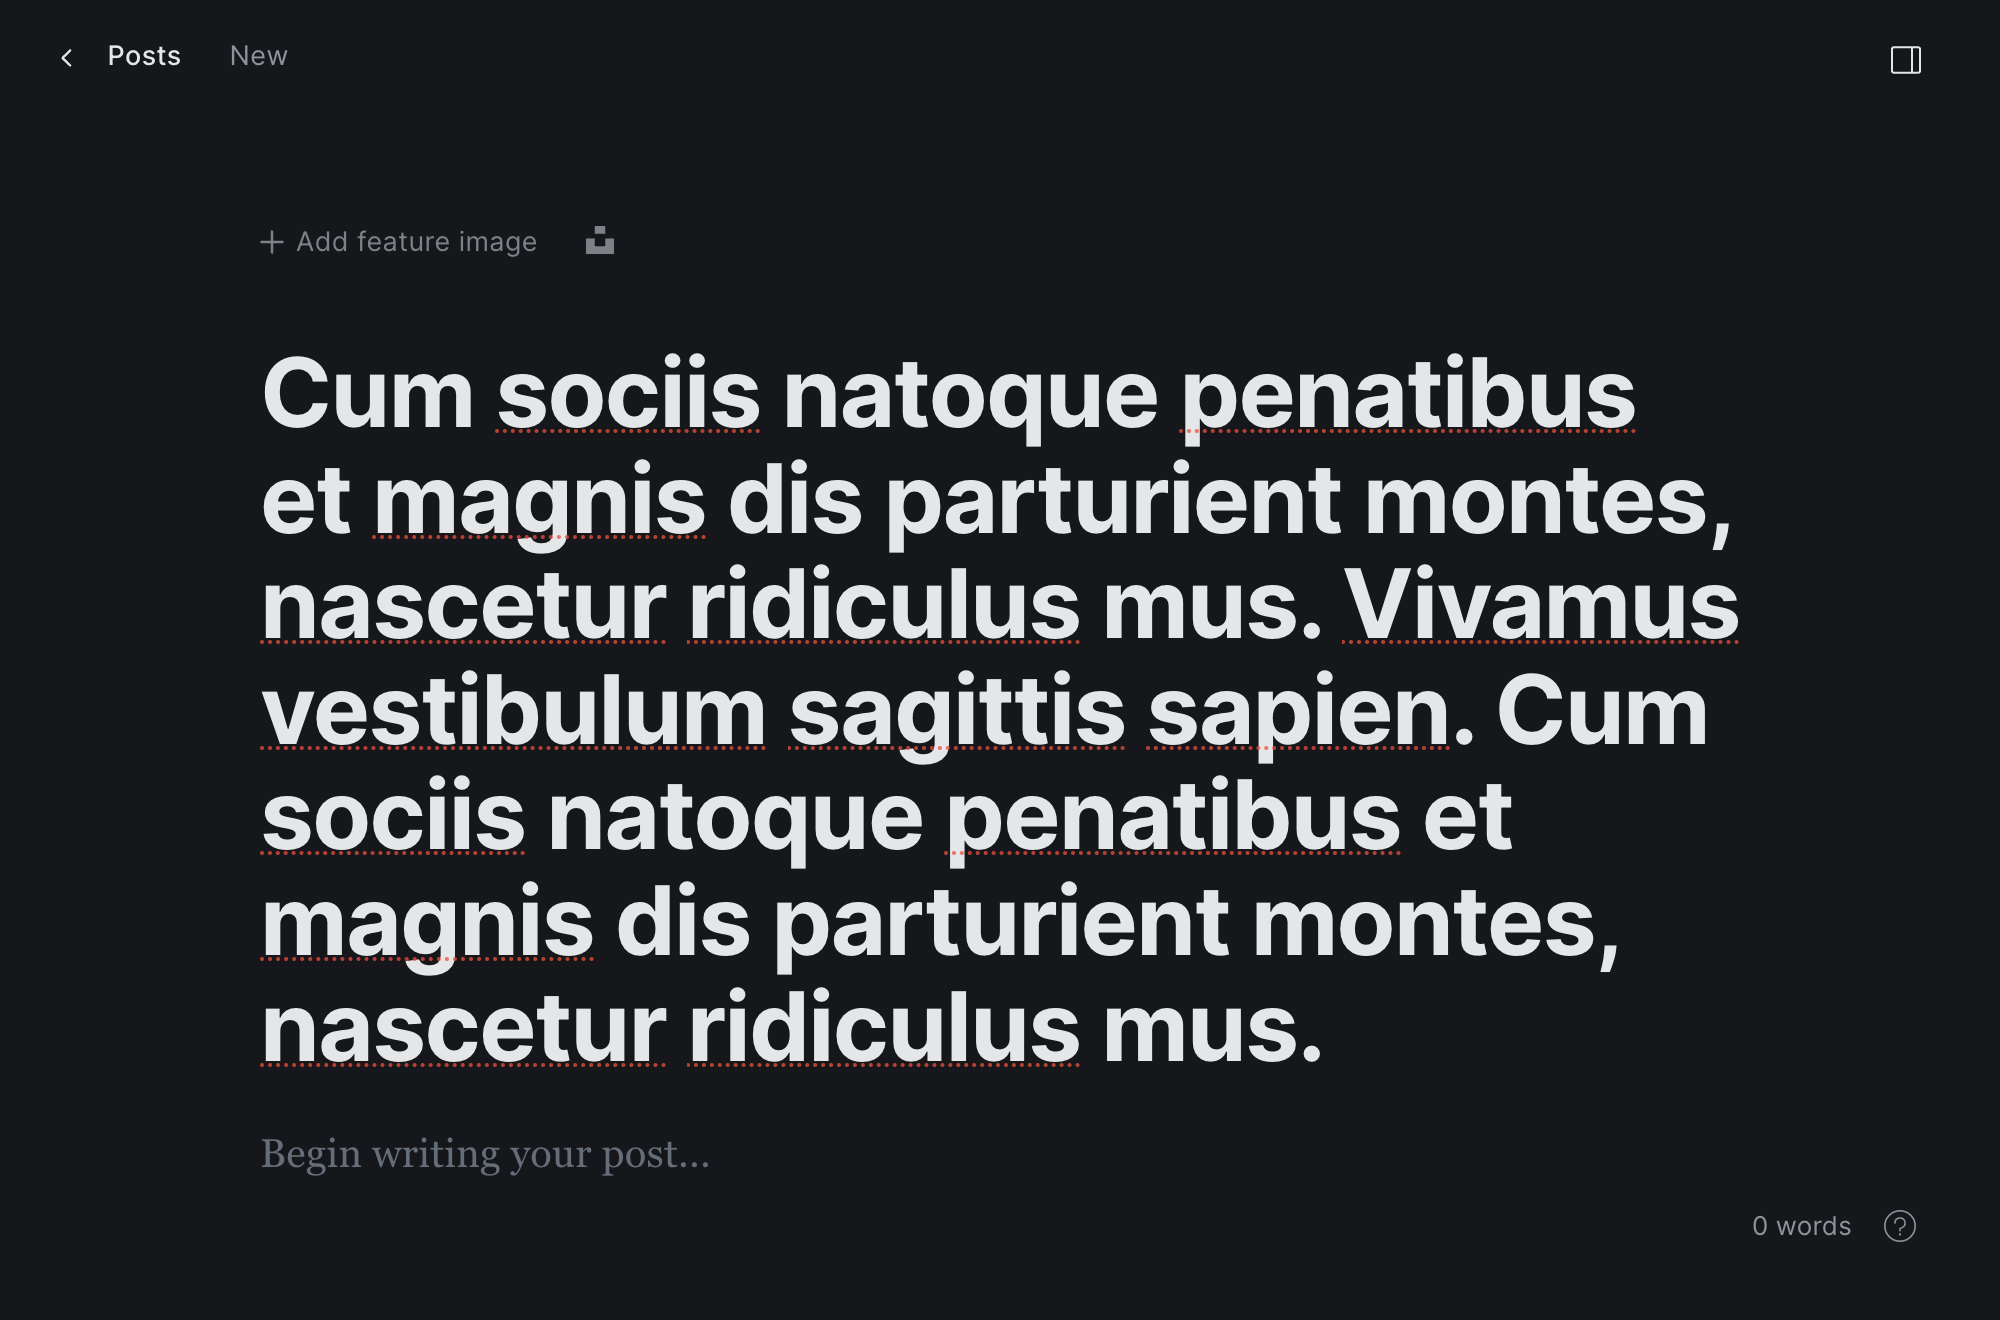 Posts New
+ Add feature image
Cum sociis natoque penatibus
et magnis dis parturient montes,
nascetur ridiculus mus. Vivamus
vestibulum sagittis sapien. Cum
sociis natoque penatibus et
magnis dis parturient montes,
nascetur ridiculus mus.
Begin writing your post...
0 words ?